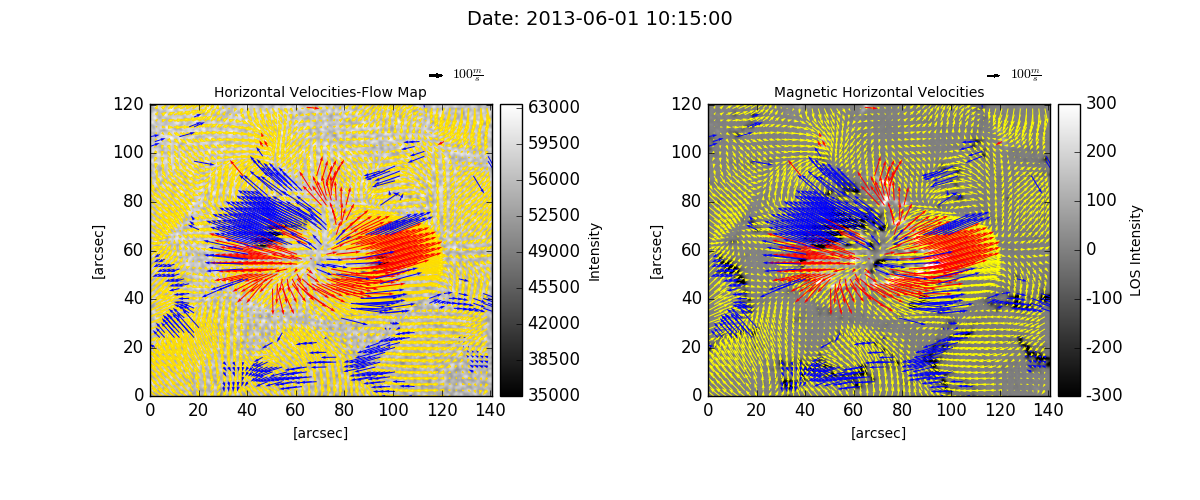 Date: 2013-06-01 10:15:00
100 m/s
Horizontal Velocities-Flow Map
120
100
80
60
40
20
0
0 20 40 60 80 100 120 140
[arcsec]
[arcsec]
63000
59500
56000
52500
49000
45500
42000
38500
35000
Intensity
100 m/s
Magnetic Horizontal Velocities
120
100
80
60
40
20
0
0 20 40 60 80 100 120 140
[arcsec]
[arcsec]
300
200
100
0
-100
-200
-300
LOS Intensity